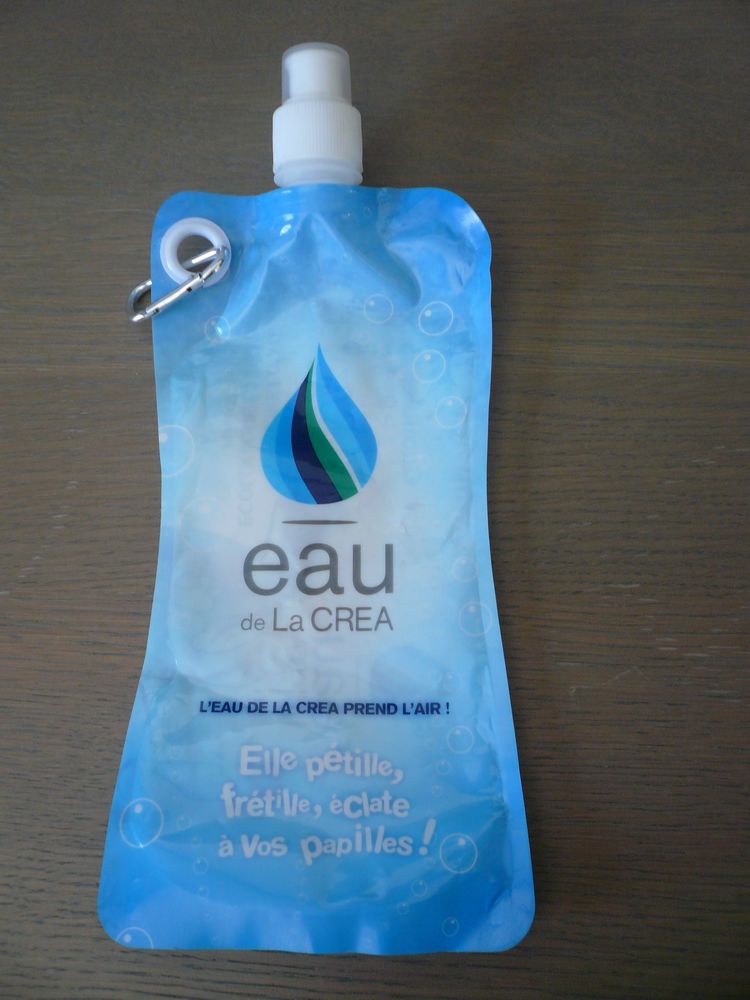 eau
de La CREA
L'EAU DE LA CREA PREND L'AIR !
Elle pétille,
frétille, éclate
à vos papilles !